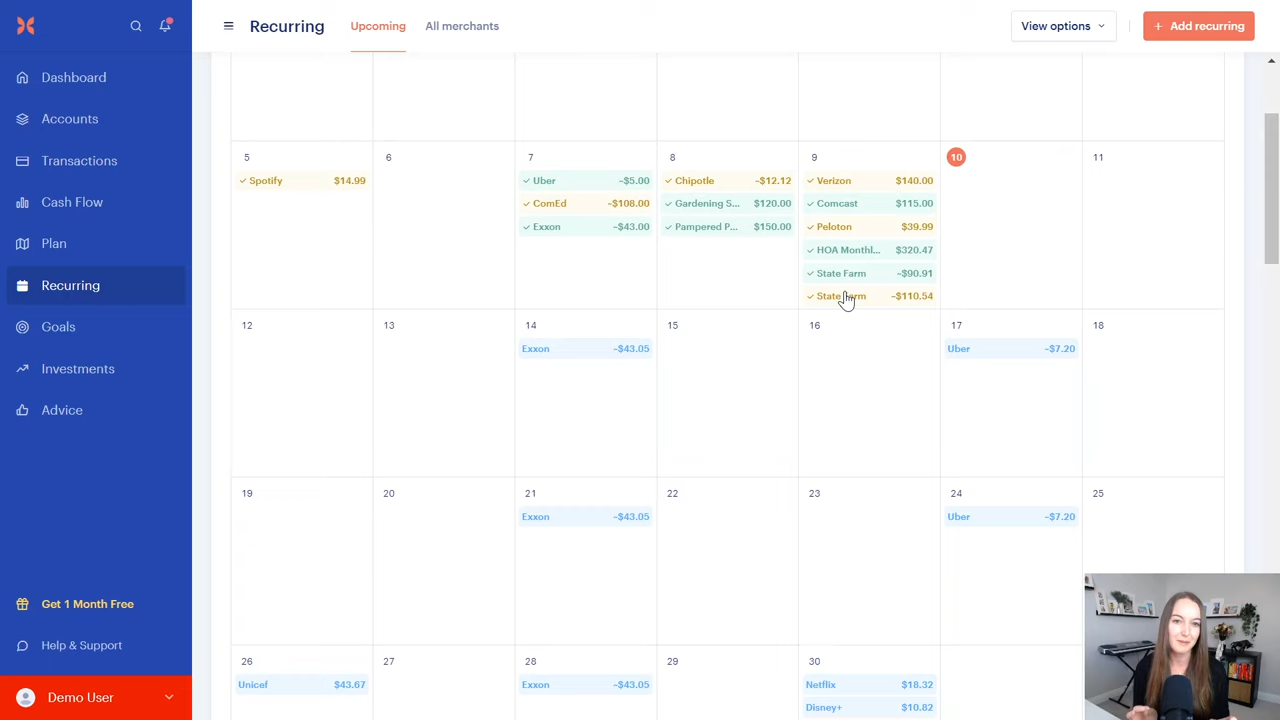 Recurring
Upcoming
All merchants
View options
+ Add recurring
Dashboard
Accounts
Transactions
Cash Flow
Plan
Recurring
Goals
Investments
Advice
Get 1 Month Free
Help & Support
Demo User
5
6
7
8
9
10
11
Spotify $14.99
Uber ~$5.00
ComEd ~$108.00
Exxon ~$43.00
Chipotle ~$12.12
Gardening S... $120.00
Pampered P... $150.00
Verizon $140.00
Comcast $115.00
Peloton $39.99
HOA Monthl... $320.47
State Farm ~$90.91
State Farm ~$110.54
12
13
14
15
16
17
18
Exxon ~$43.05
Uber ~$7.20
19
20
21
22
23
24
25
Exxon ~$43.05
Uber ~$7.20
26
27
28
29
30
Unicef $43.67
Exxon ~$43.05
Netflix $18.32
Disney+ $10.82